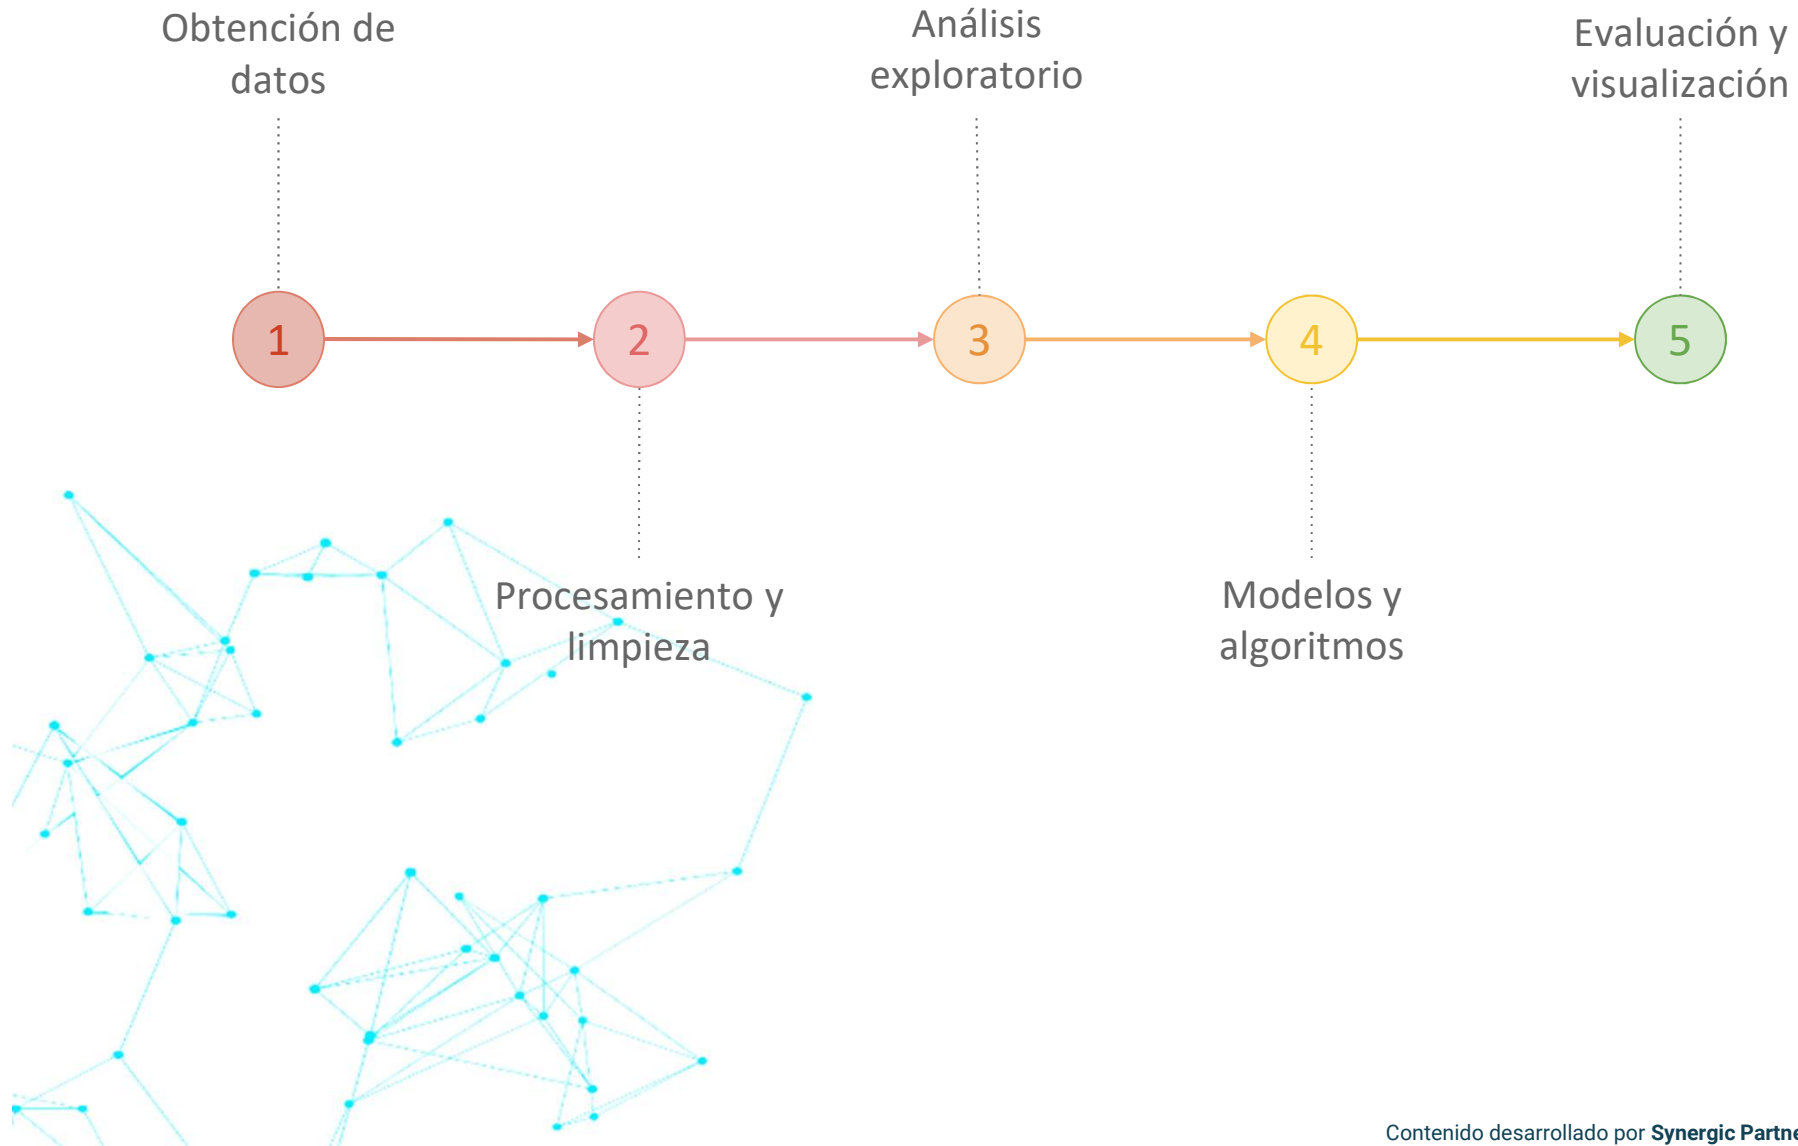 Obtención de
datos
Análisis
exploratorio
Evaluación y
visualización
1
2
3
4
5
Procesamiento y
limpieza
Modelos y
algoritmos
Contenido desarrollado por Synergic